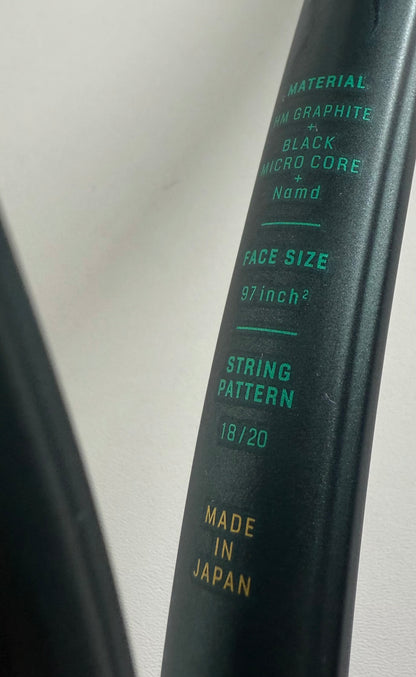 MATERIAL
HM GRAPHITE
+
BLACK
MICRO CORE
+
Namd
FACE SIZE
97inch²
STRING
PATTERN
18/20
MADE
IN
JAPAN